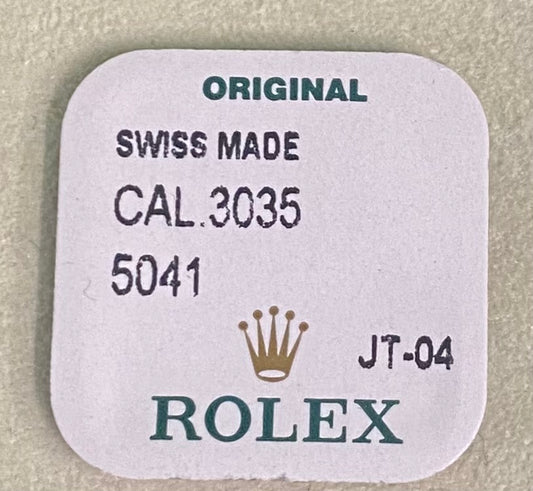 ORIGINAL
SWISS MADE
CAL.3035
5041
JT-04
ROLEX